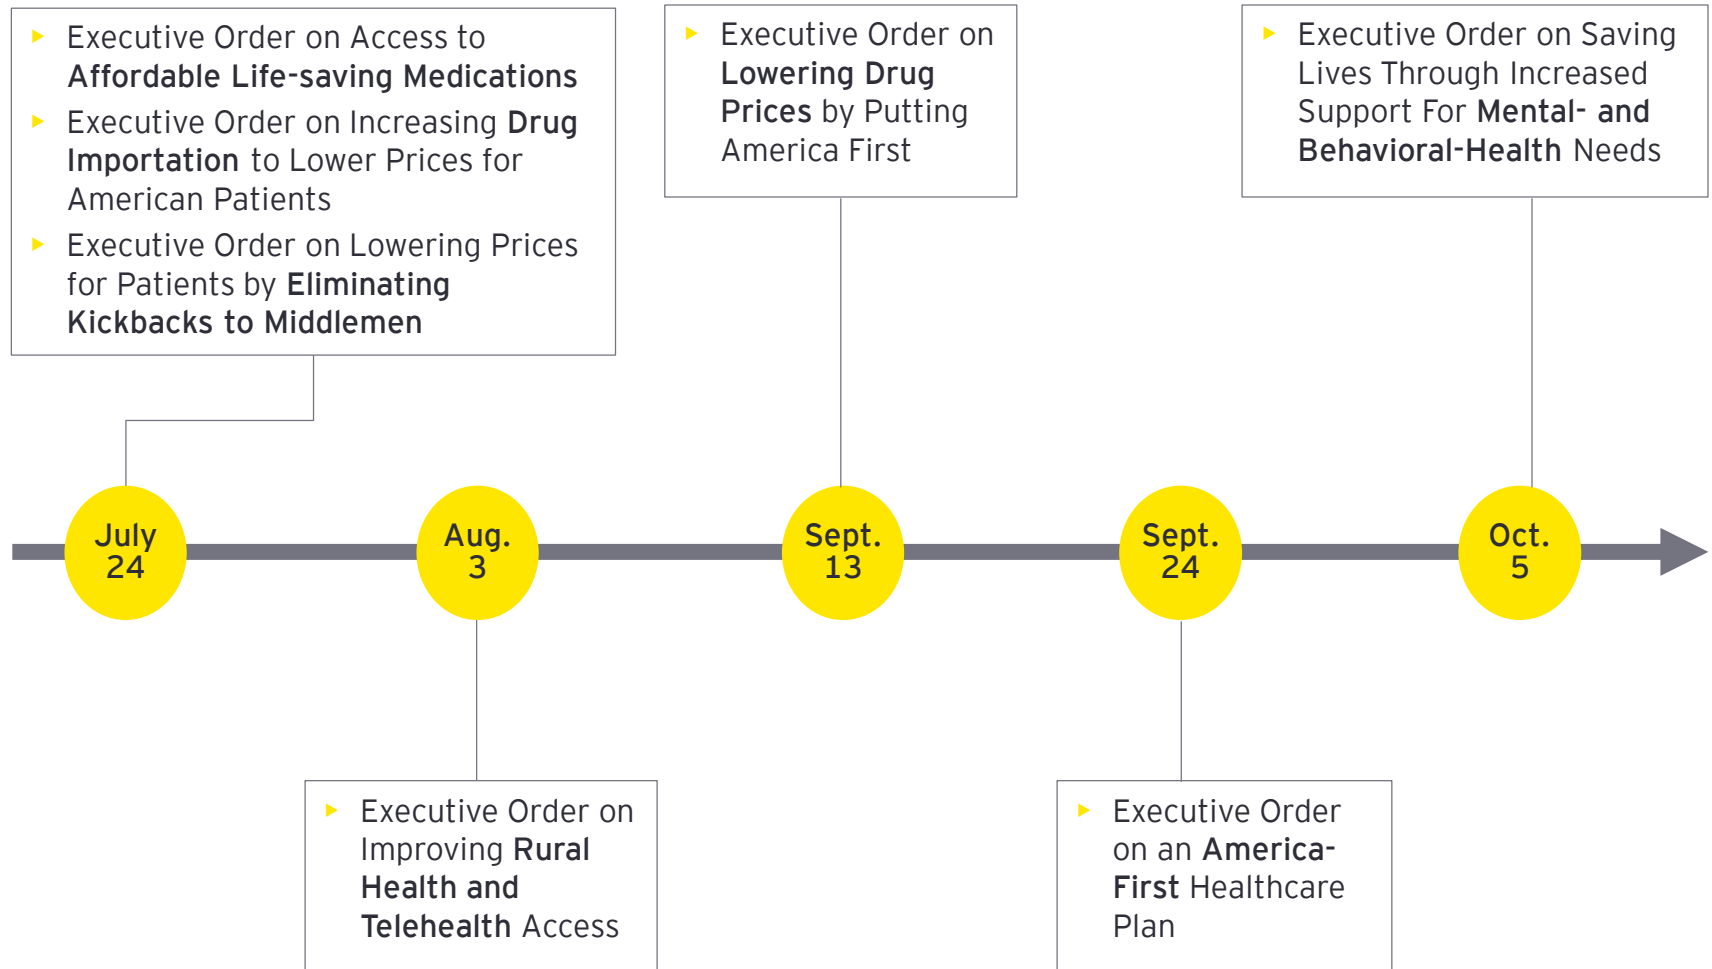 Executive Order on Access to
Affordable Life-saving Medications
Executive Order on Increasing Drug
Importation to Lower Prices for
American Patients
Executive Order on Lowering Prices
for Patients by Eliminating
Kickbacks to Middlemen
Executive Order on
Lowering Drug
Prices by Putting
America First
Executive Order on Saving
Lives Through Increased
Support For Mental- and
Behavioral-Health Needs
July
24
Aug.
3
Sept.
13
Sept.
24
Oct.
5
Executive Order on
Improving Rural
Health and
Telehealth Access
Executive Order
on an America-
First Healthcare
Plan